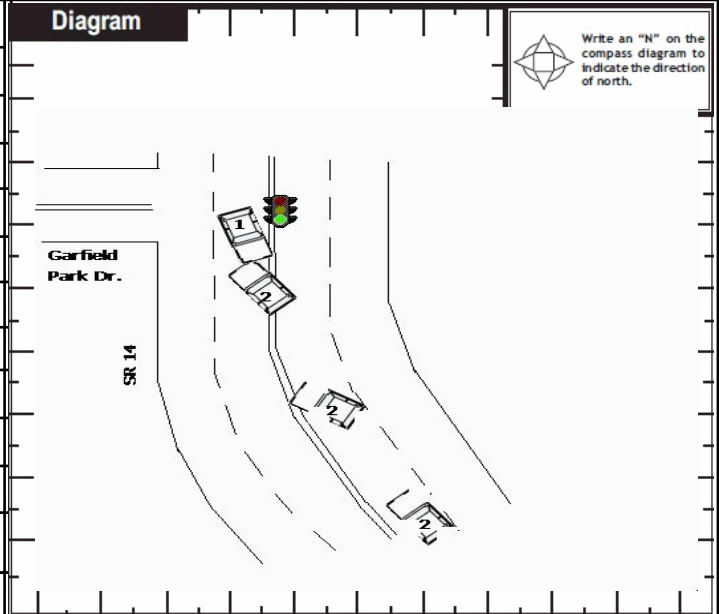 Diagram
Write an “N” on the
compass diagram to
indicate the direction
of north.
1
Garfield
Park Dr.
2
SR 14
2
2